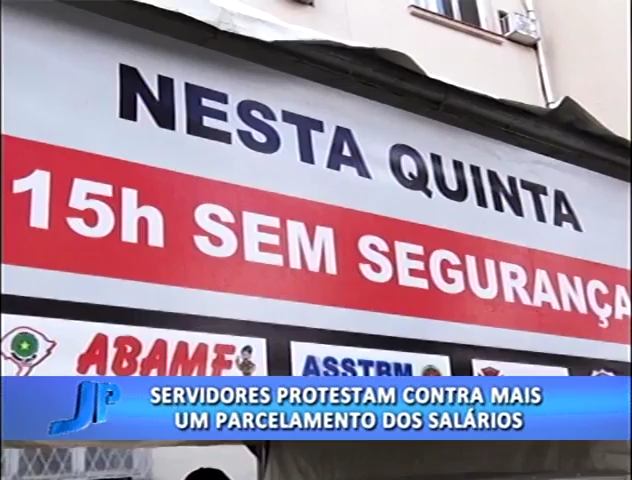 NESTA QUINTA
15h SEM SEGURANÇA
ABAMF
ASSTBM
JP
SERVIDORES PROTESTAM CONTRA MAIS
UM PARCELAMENTO DOS SALÁRIOS